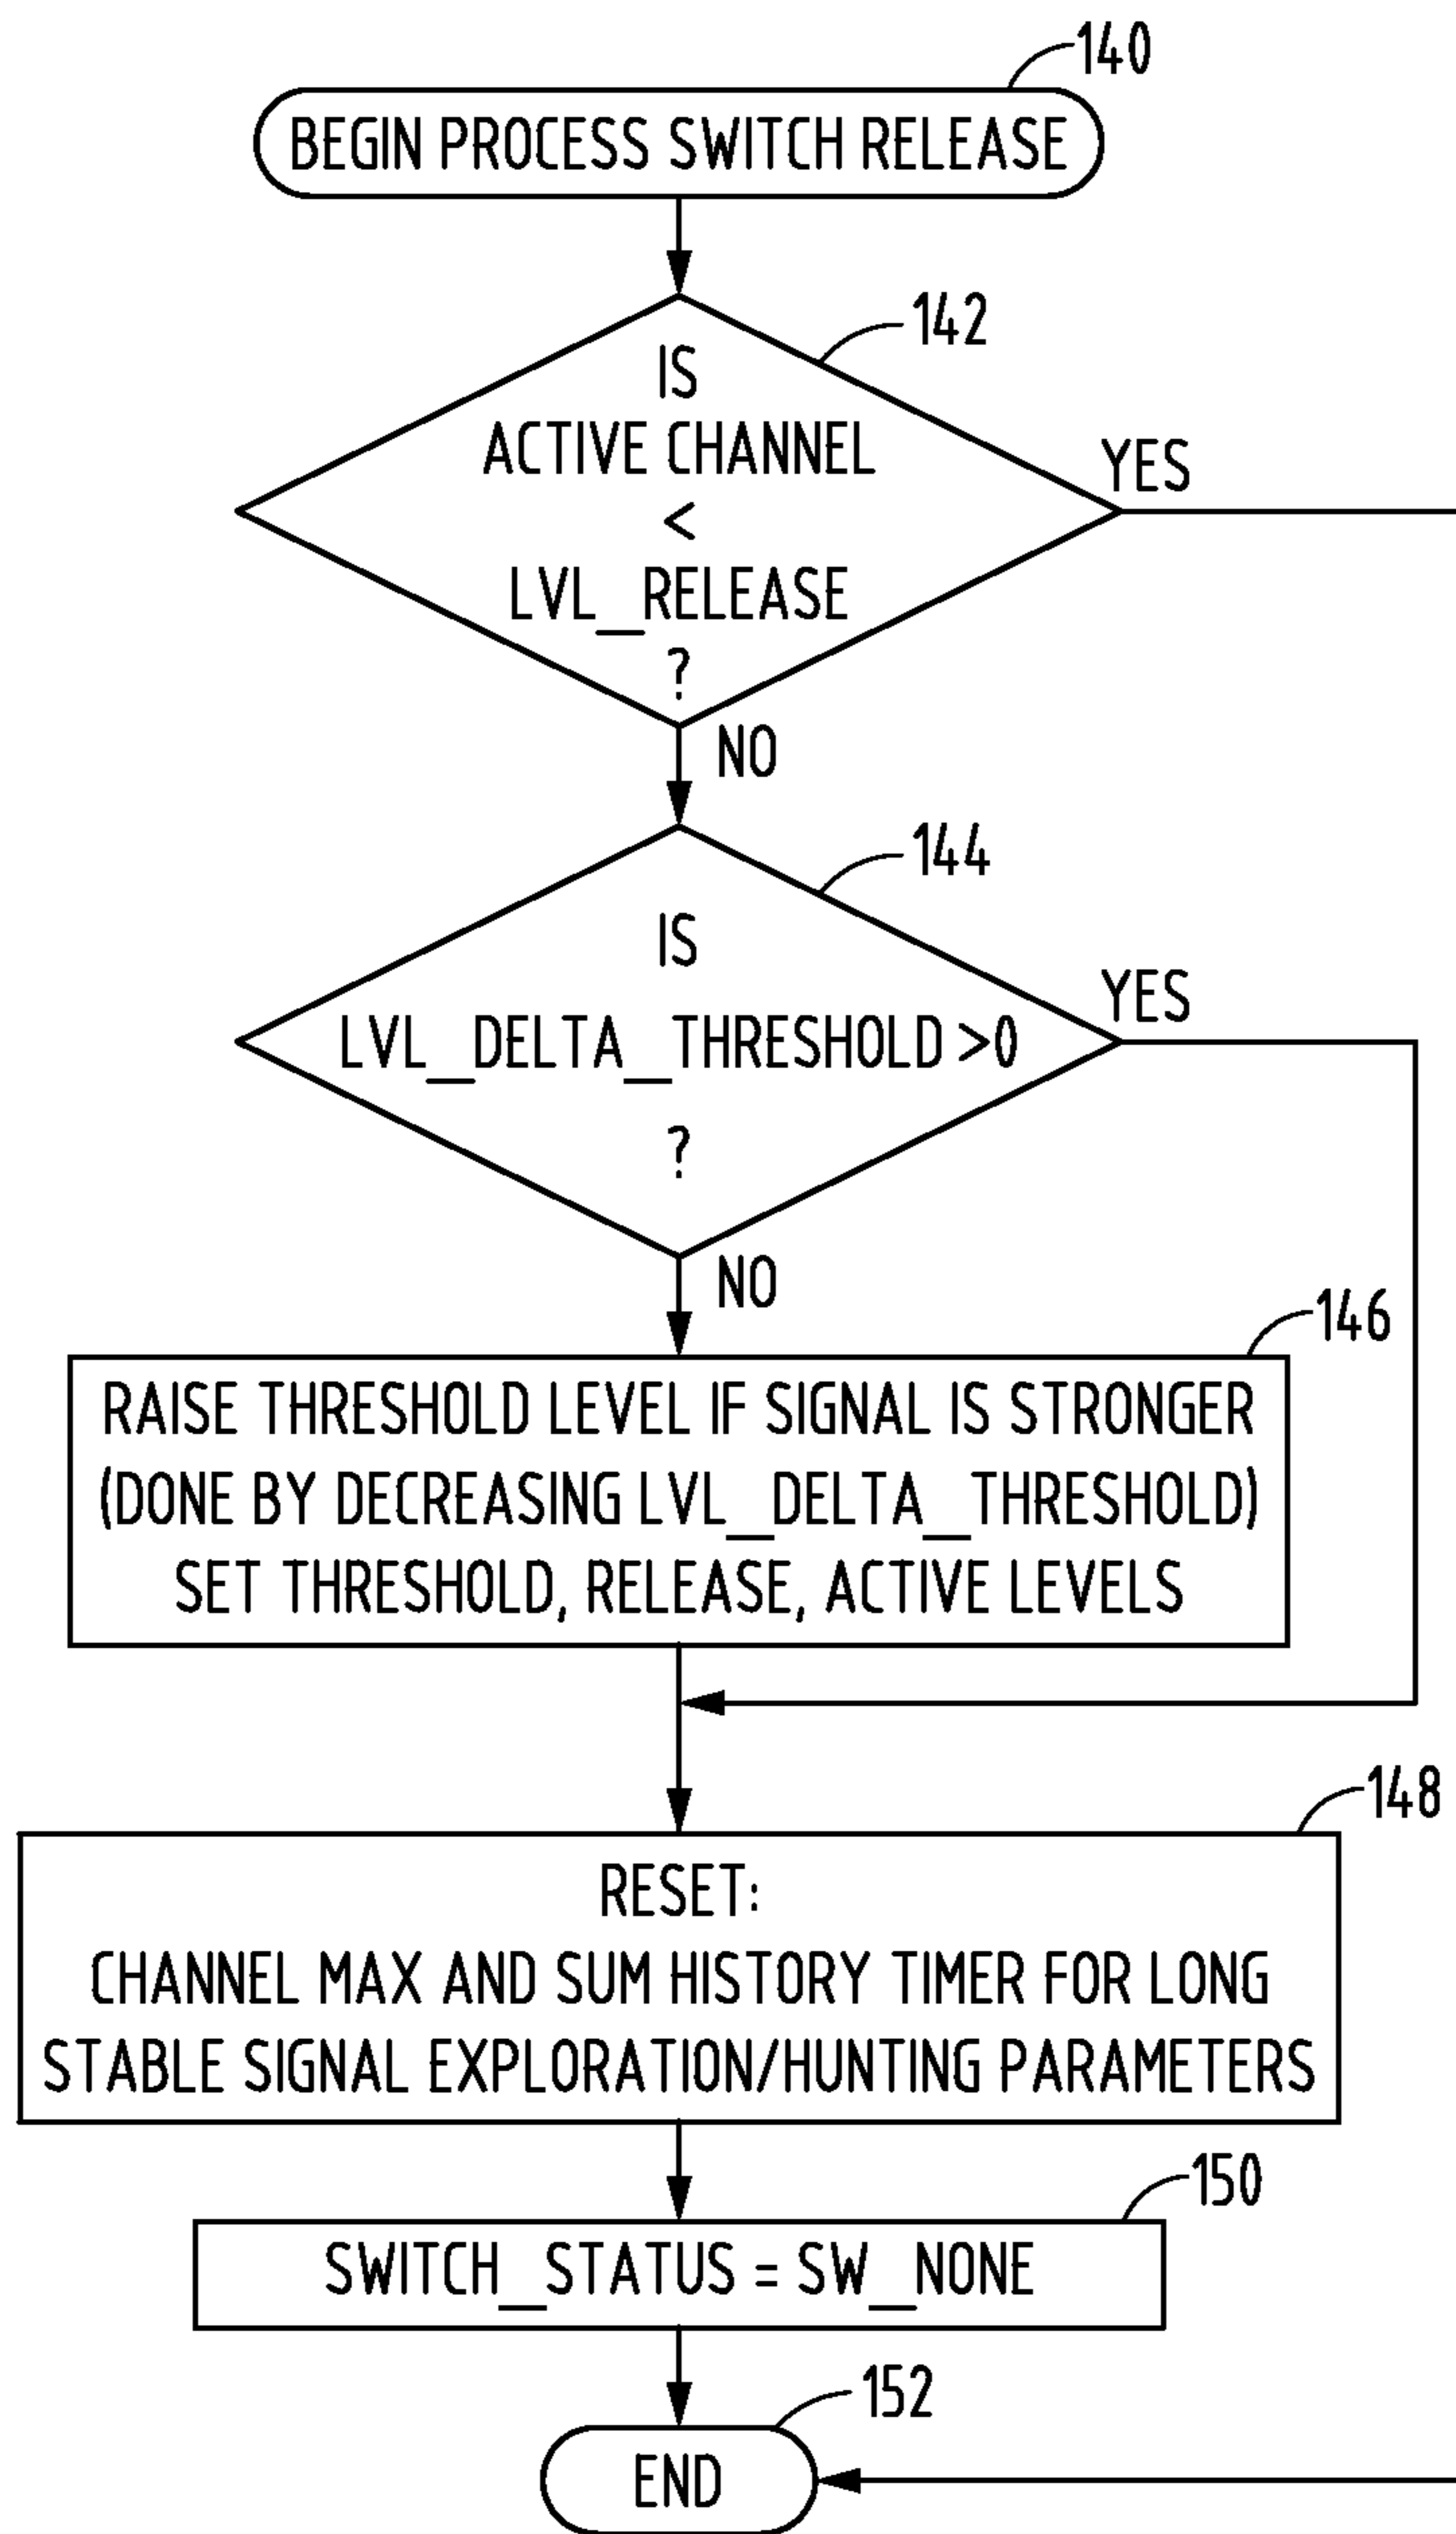 140
BEGIN PROCESS SWITCH RELEASE
142
IS
ACTIVE CHANNEL
<
LVL_RELEASE
?
YES
NO
144
IS
LVL_DELTA_THRESHOLD >0
?
YES
NO
146
RAISE THRESHOLD LEVEL IF SIGNAL IS STRONGER
(DONE BY DECREASING LVL_DELTA_THRESHOLD)
SET THRESHOLD, RELEASE, ACTIVE LEVELS
148
RESET:
CHANNEL MAX AND SUM HISTORY TIMER FOR LONG
STABLE SIGNAL EXPLORATION/HUNTING PARAMETERS
150
SWITCH_STATUS = SW_NONE
152
END